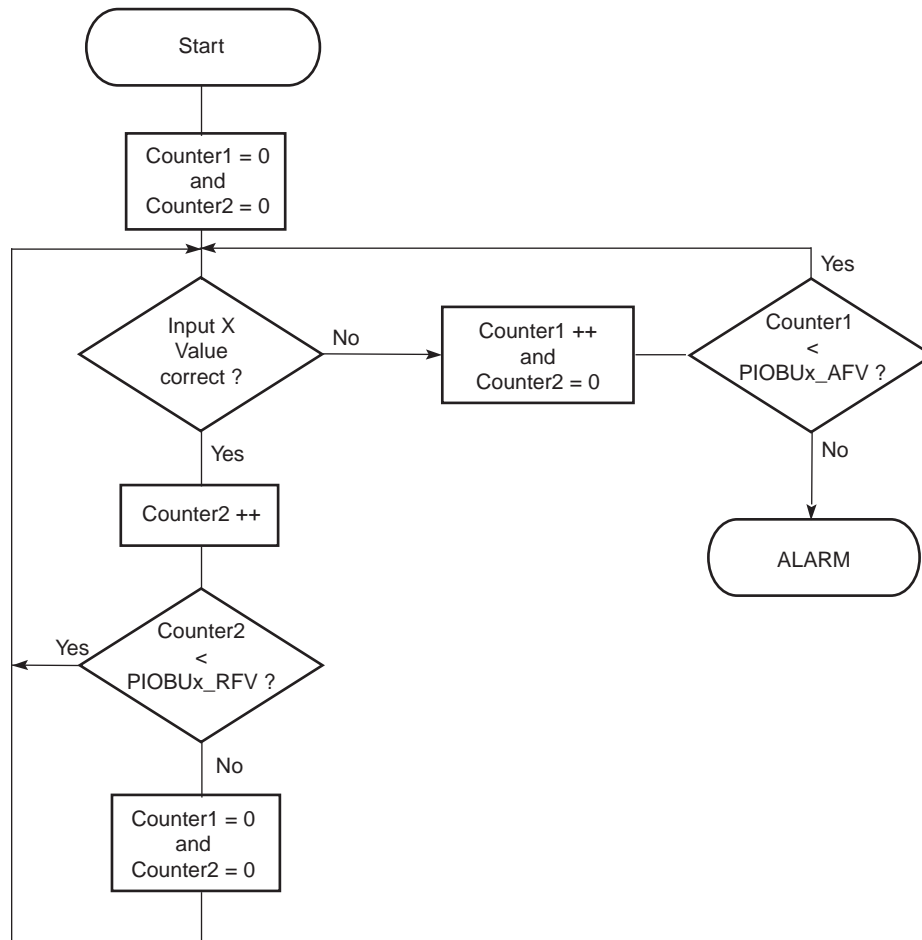 Start
Counter1 = 0
and
Counter2 = 0
Yes
Input X
Value
correct ?
No
Counter1 ++
and
Counter2 = 0
Counter1
<
PIOBUx_AFV ?
Yes
No
Counter2 ++
ALARM
Counter2
<
PIOBUx_RFV ?
Yes
No
Counter1 = 0
and
Counter2 = 0